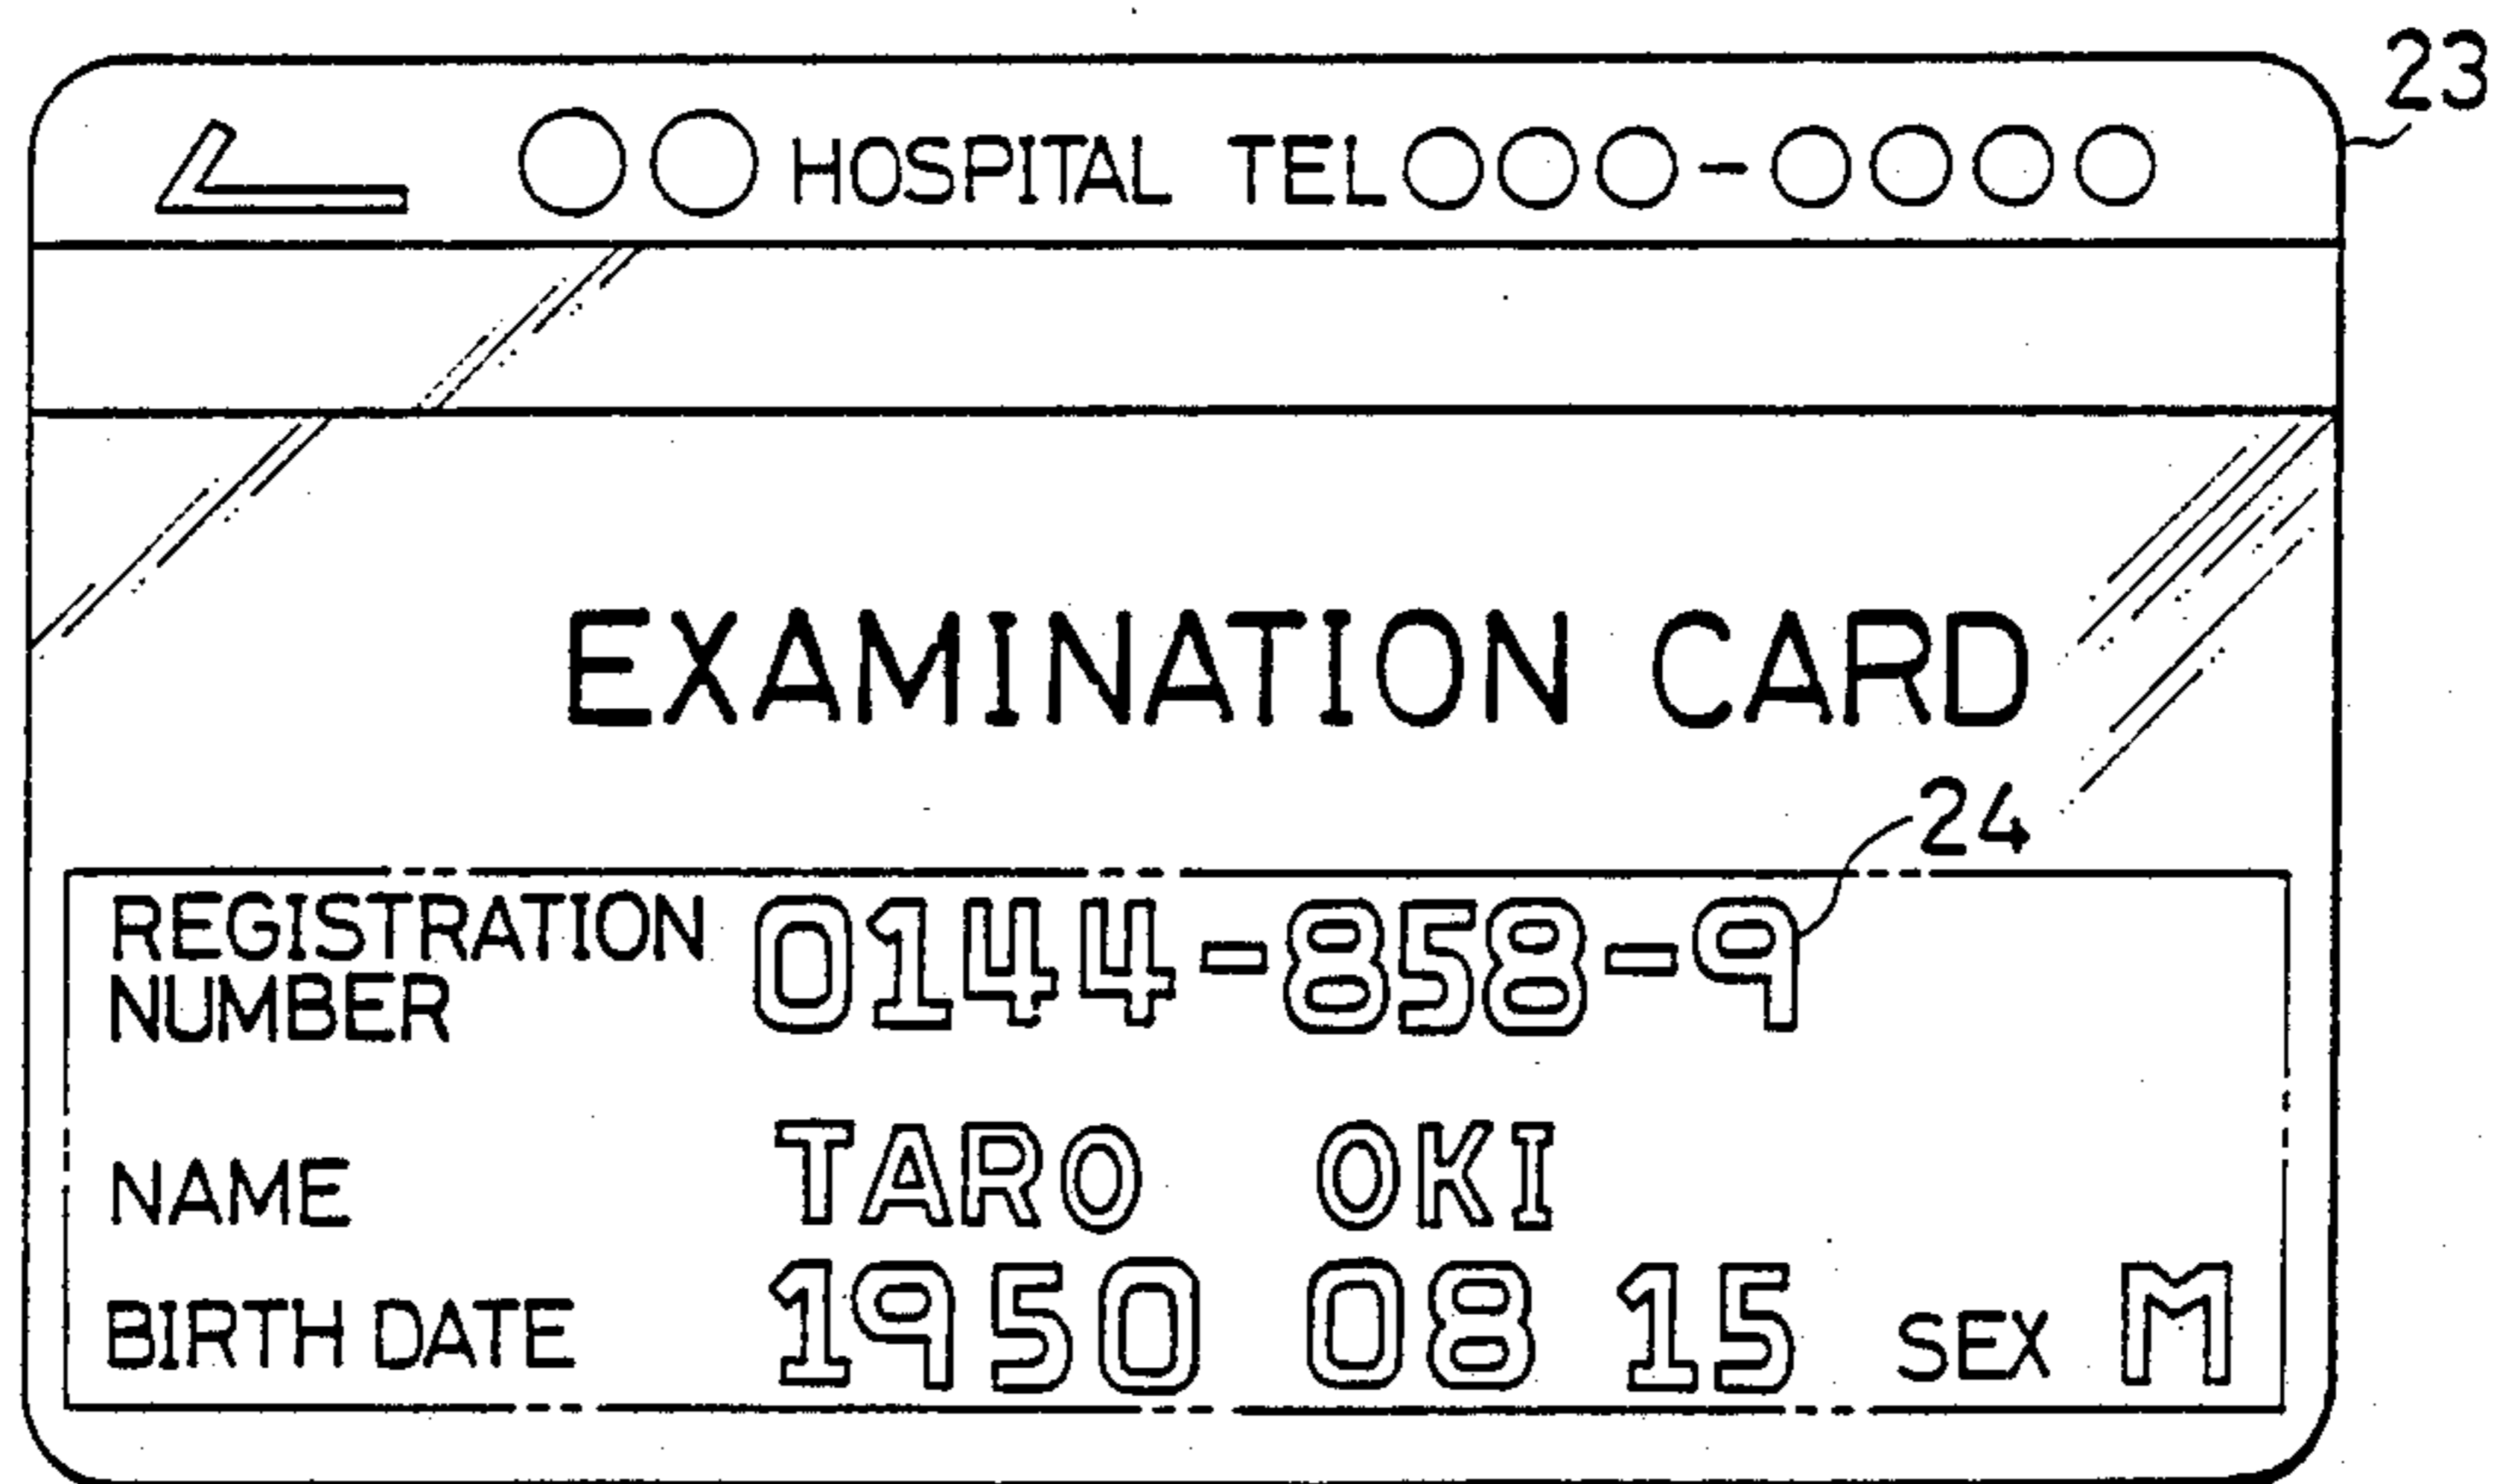 23
○○ HOSPITAL TEL ○○○-○○○○
EXAMINATION CARD
24
REGISTRATION NUMBER 0144-858-9
NAME TARO OKI
BIRTH DATE 1950 08 15 SEX M